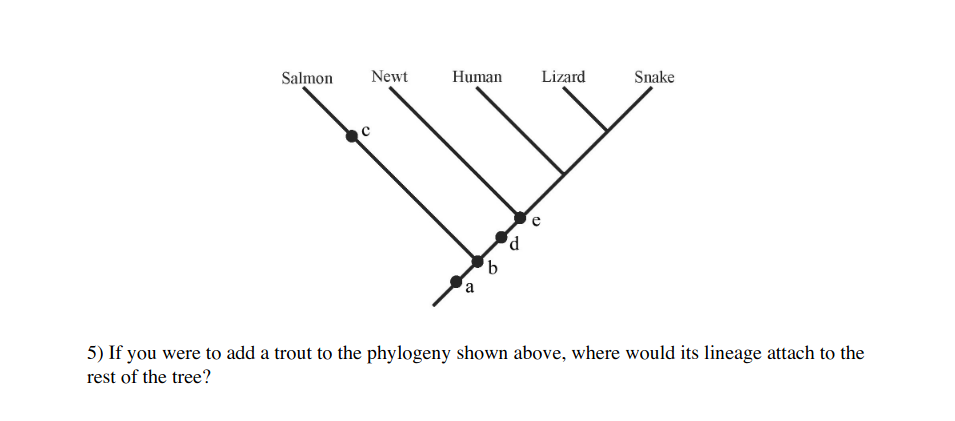 Salmon Newt Human Lizard Snake
c
e
d
b
a
5) If you were to add a trout to the phylogeny shown above, where would its lineage attach to the
rest of the tree?